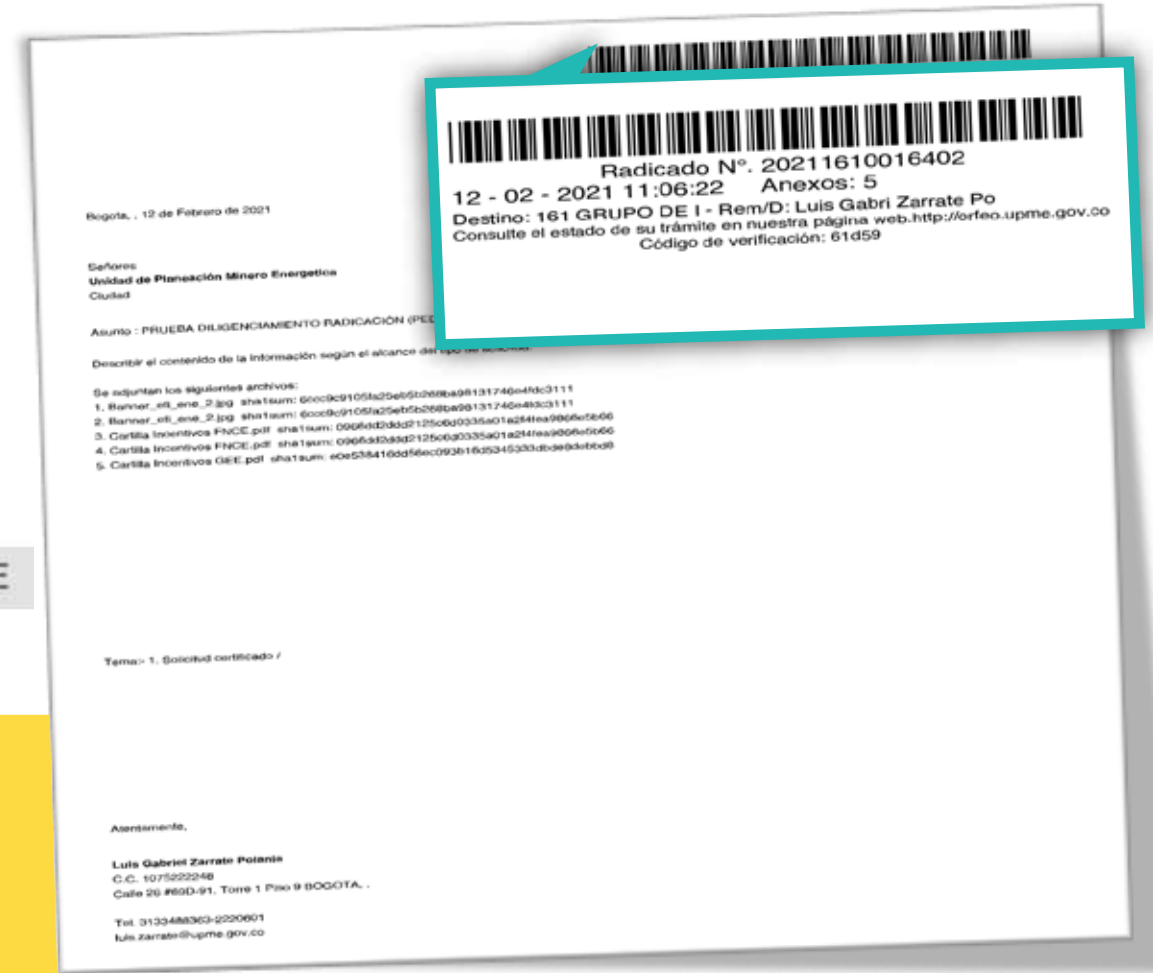 Radicado N°. 20211610016402
12 - 02 - 2021 11:06:22 Anexos: 5
Destino: 161 GRUPO DE I - Rem/D: Luis Gabri Zarrate Po
Consulte el estado de su trámite en nuestra página web.http://orfeo.upme.gov.co
Código de verificación: 61d59
Bogota, , 12 de Febrero de 2021
Señores
Unidad de Planeación Minero Energetica
Ciudad
Asunto : PRUEBA DILIGENCIAMIENTO RADICACIÓN
Describir el contenido de la información según el alcance del tipo de solicitud.
Se adjuntan los siguientes archivos:
1. Banner_efi_ene_2.jpg sha1sum:
2. Banner_efi_ene_2.jpg sha1sum:
3. Cartilla Incentivos FNCE.pdf sha1sum:
4. Cartilla Incentivos FNCE.pdf sha1sum:
5. Cartilla Incentivos GEE.pdf sha1sum:
Tema:- 1. Solicitud certificado /
Atentamente,
Luis Gabriel Zarrate Polania
C.C. 1075222248
Calle 26 #69D-91, Torre 1 Piso 9 BOGOTA, .
Tel. 3133488363-2220601
luis.zarrate@upme.gov.co